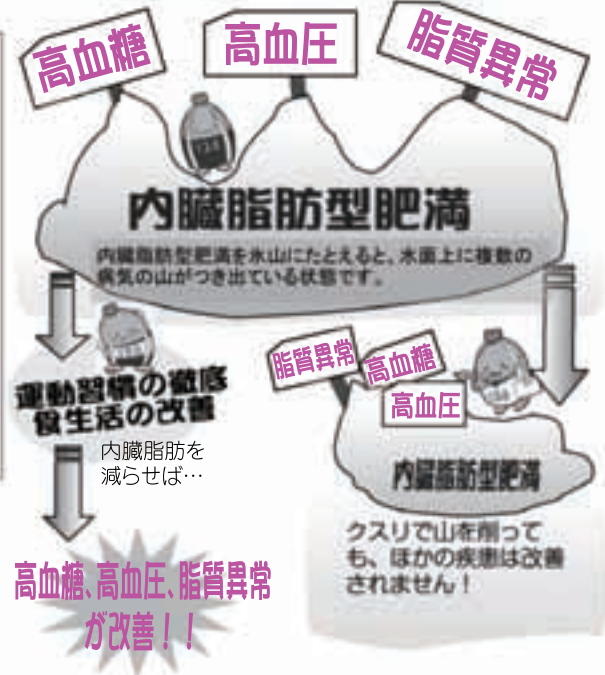 高血糖
高血圧
脂質異常
内臓脂肪型肥満
内臓脂肪型肥満を氷山にたとえると、水面上に複数の
病気の山がつき出ている状態です。
運動習慣の徹底
食生活の改善
内臓脂肪を
減らせば…
高血糖、高血圧、脂質異常
が改善！！
脂質異常
高血糖
高血圧
内臓脂肪型肥満
クスリで山を削って
も、ほかの疾患は改善
されません！